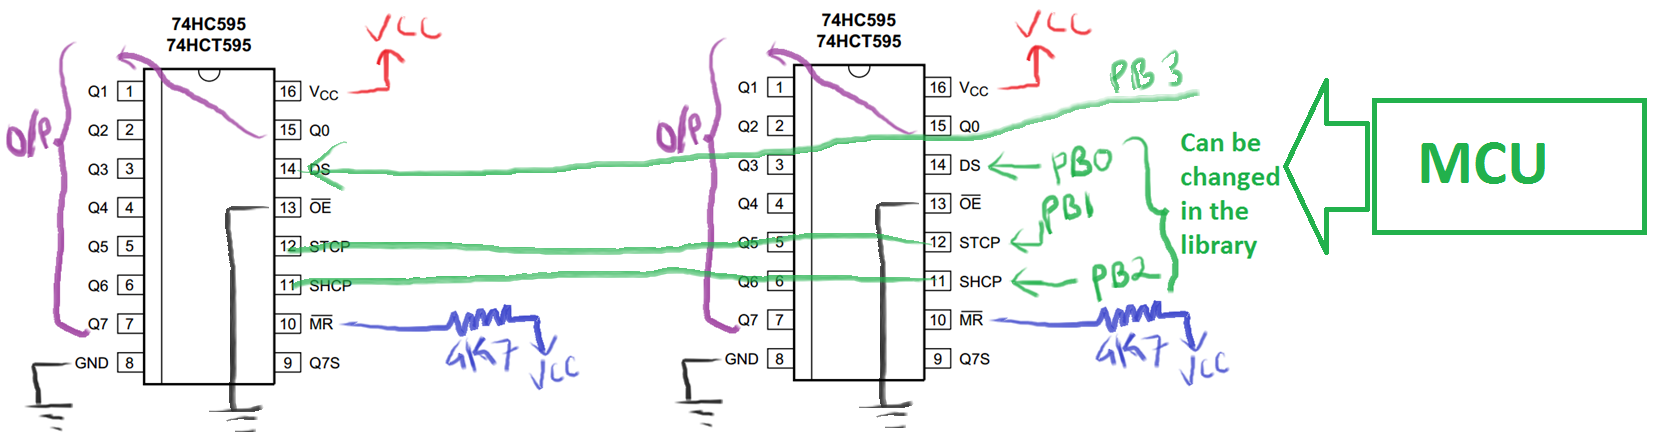 74HC595
74HCT595
VCC
Q1 1 16 VCC
Q2 2 15 Q0
Q3 3 14 DS
Q4 4 13 OE
Q5 5 12 STCP
Q6 6 11 SHCP
Q7 7 10 MR
GND 8 9 Q7S
O/P
4K7
VCC
74HC595
74HCT595
VCC
Q1 1 16 VCC
Q2 2 15 Q0
Q3 3 14 DS
Q4 4 13 OE
Q5 5 12 STCP
Q6 6 11 SHCP
Q7 7 10 MR
GND 8 9 Q7S
O/P
4K7
VCC
PB3
PB0
PB1
PB2
Can be
changed
in the
library
MCU